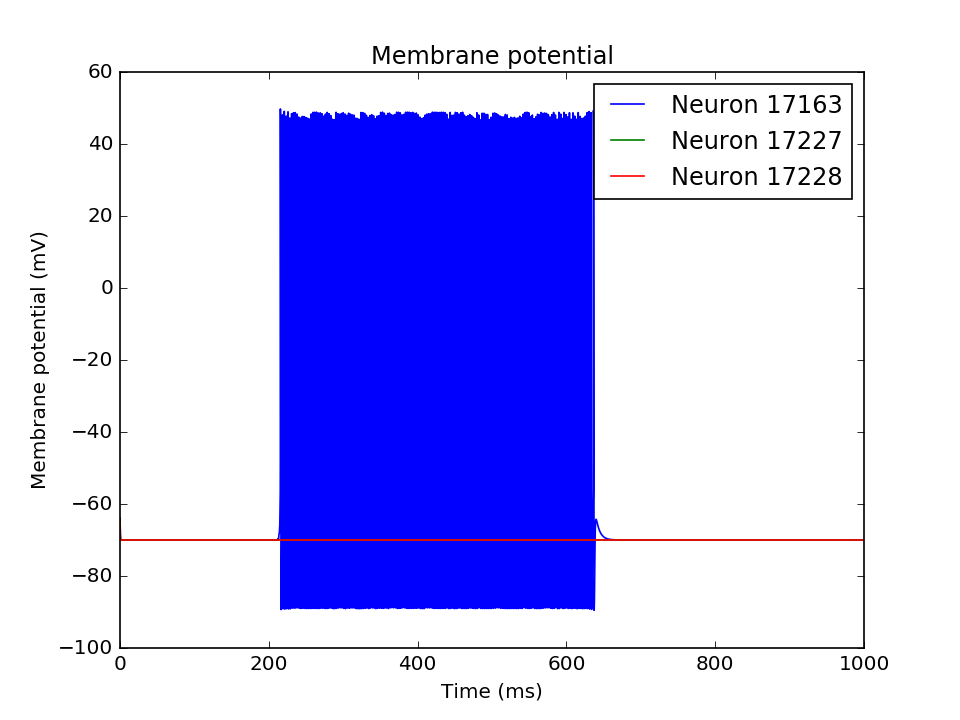 Membrane potential
60
40
20
0
−20
−40
−60
−80
−100
Membrane potential (mV)
Neuron 17163
Neuron 17227
Neuron 17228
0 200 400 600 800 1000
Time (ms)